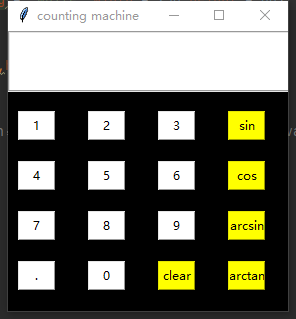 counting machine
1 2 3 sin
4 5 6 cos
7 8 9 arcsin
. 0 clear arctan